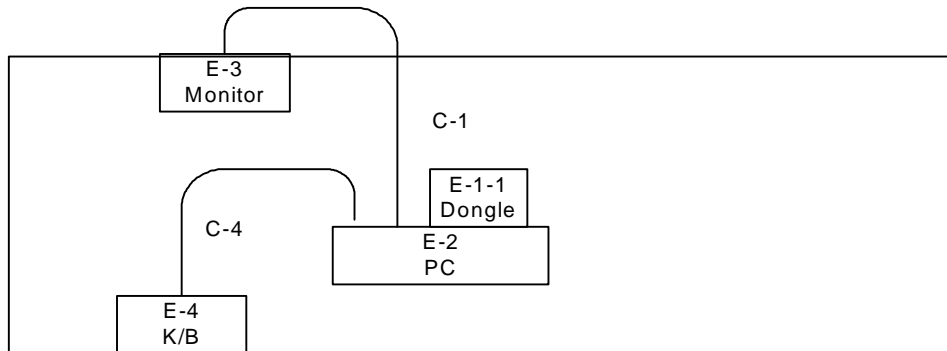 E-3
Monitor
C-1
E-1-1
Dongle
C-4
E-2
PC
E-4
K/B